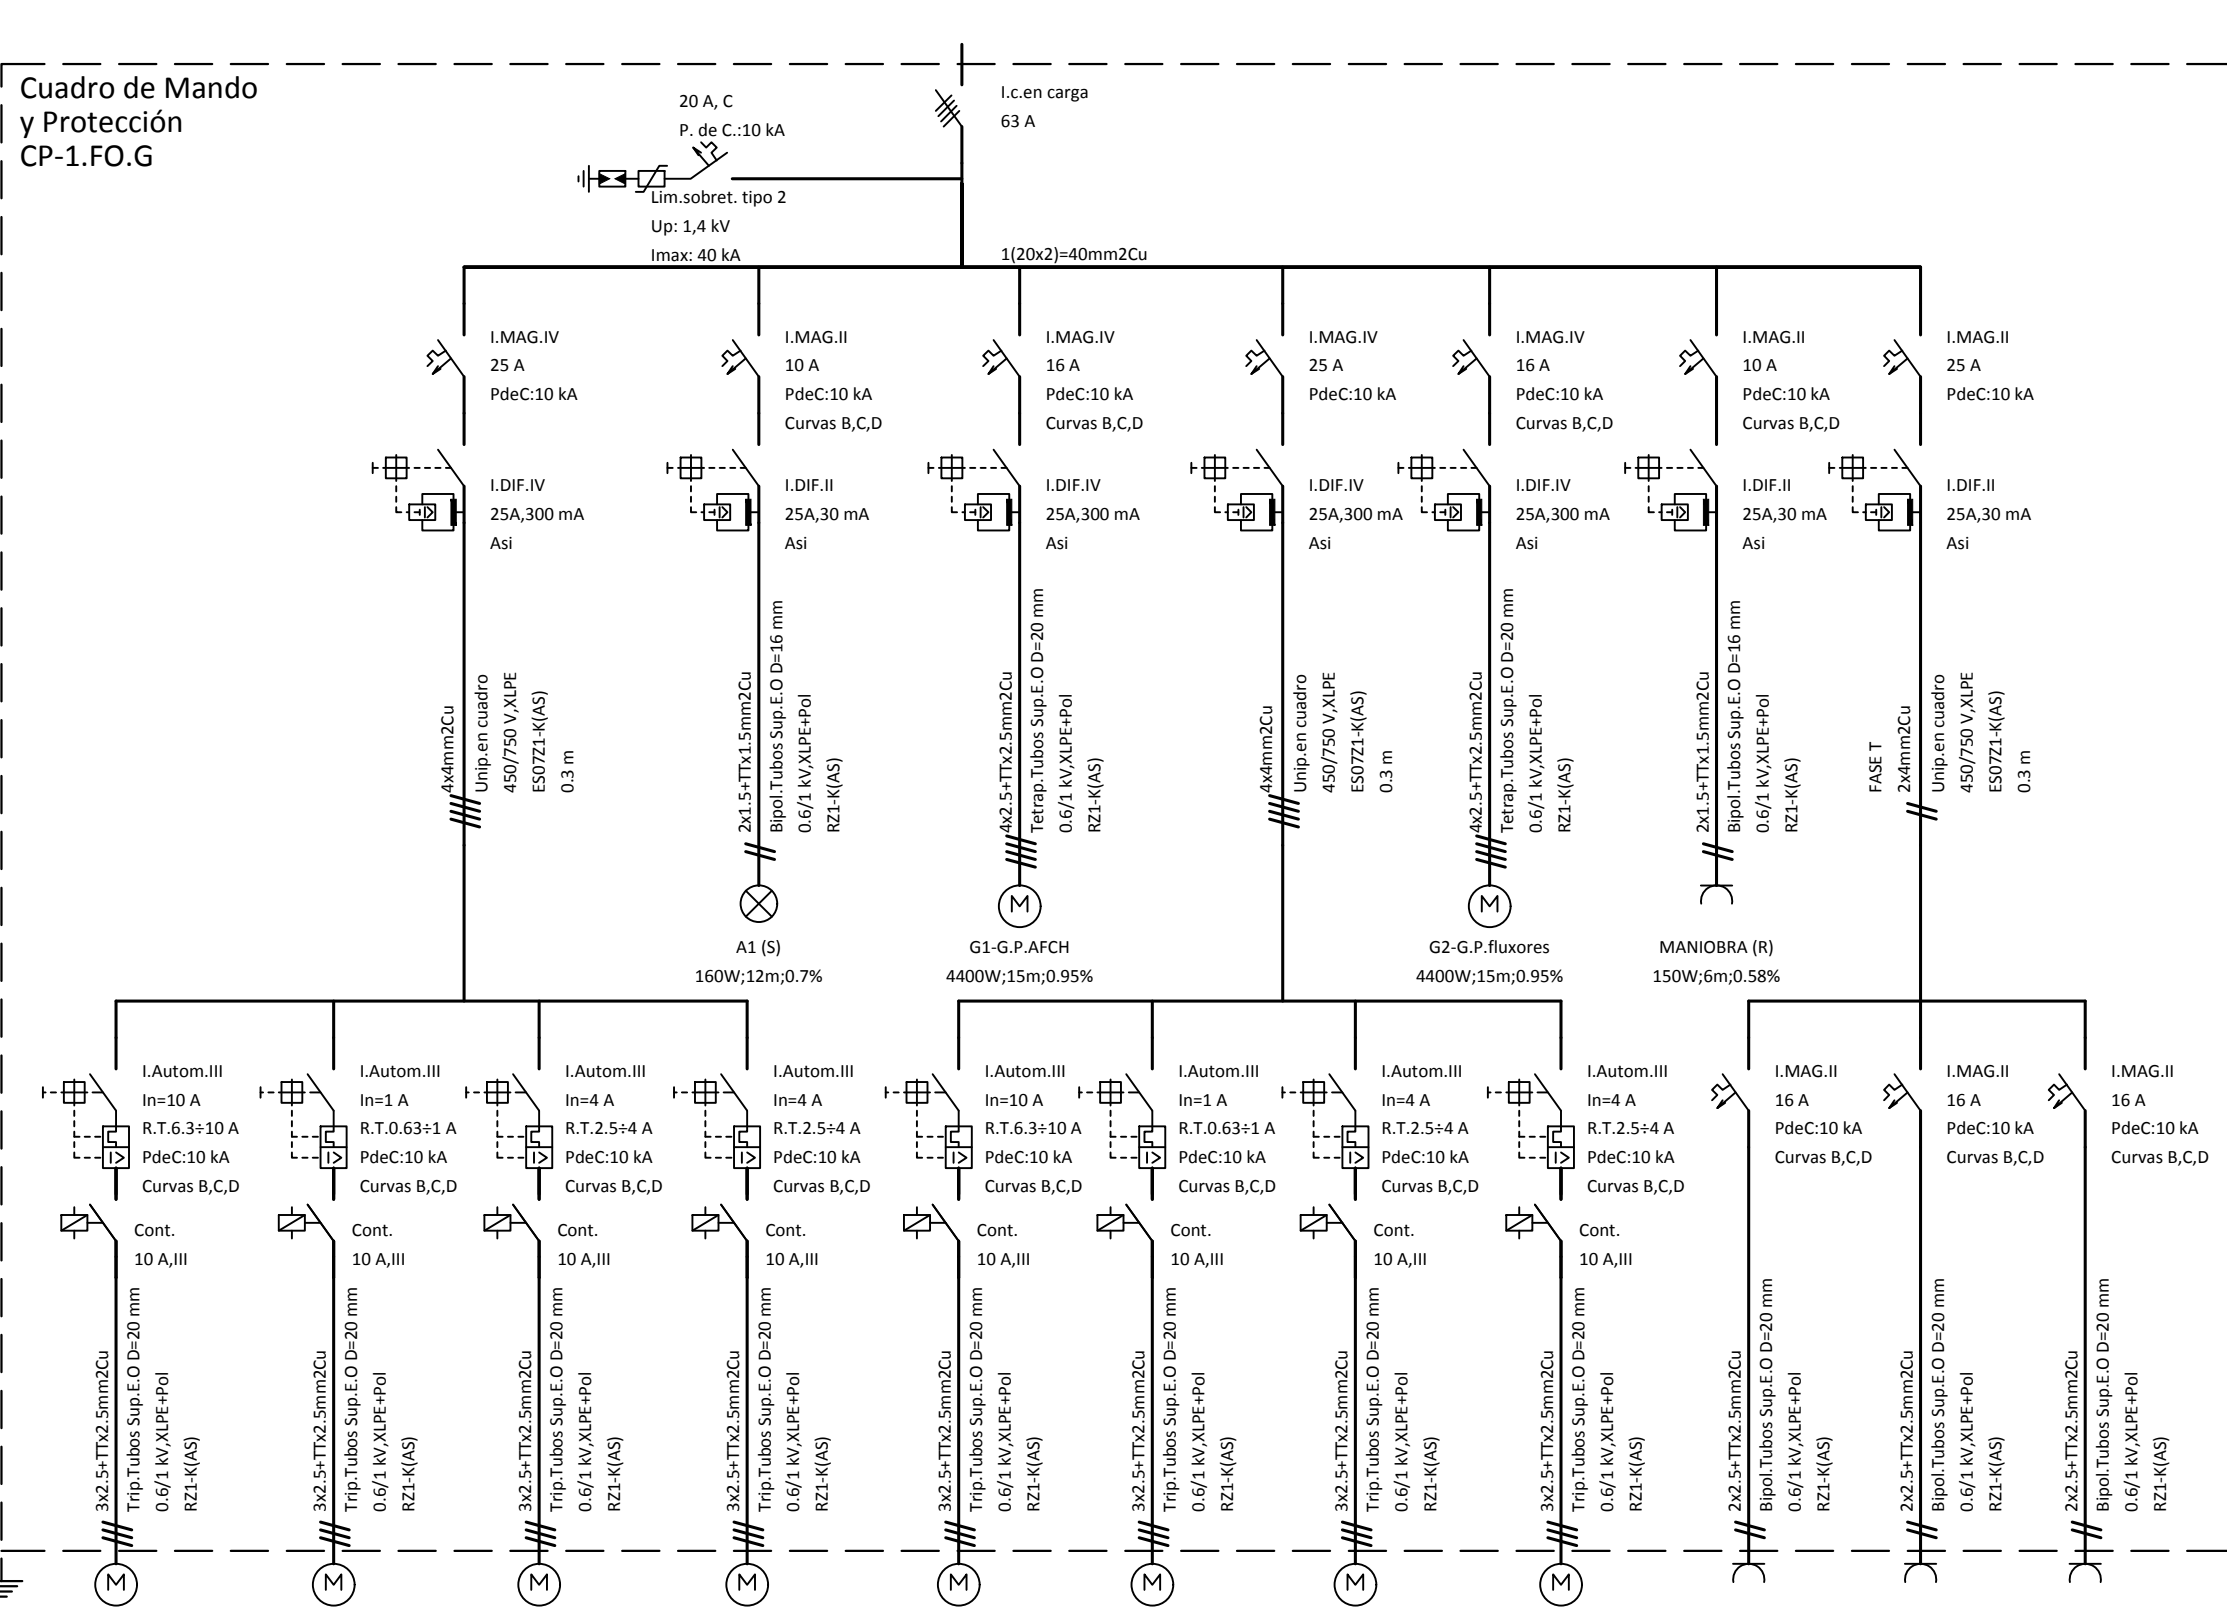 Cuadro de Mando
y Protección
CP-1.FO.G
20 A, C
P. de C.:10 kA
I.c.en carga
63 A
Lim.sobret. tipo 2
Up: 1,4 kV
Imax: 40 kA
1(20x2)=40mm2Cu
I.MAG.IV
25 A
PdeC:10 kA
I.DIF.IV
25A,300 mA
Asi
4x4mm2Cu
Unip.en cuadro
450/750 V,XLPE
ES07Z1-K(AS)
0.3 m
I.MAG.II
10 A
PdeC:10 kA
Curvas B,C,D
I.DIF.II
25A,30 mA
Asi
2x1.5+TTx1.5mm2Cu
Bipol.Tubos Sup.E.O D=16 mm
0.6/1 kV,XLPE+Pol
RZ1-K(AS)
A1 (S)
160W;12m;0.7%
I.MAG.IV
16 A
PdeC:10 kA
Curvas B,C,D
I.DIF.IV
25A,300 mA
Asi
4x2.5+TTx2.5mm2Cu
Tetrap.Tubos Sup.E.O D=20 mm
0.6/1 kV,XLPE+Pol
RZ1-K(AS)
G1-G.P.AFCH
4400W;15m;0.95%
I.MAG.IV
25 A
PdeC:10 kA
I.DIF.IV
25A,300 mA
Asi
4x4mm2Cu
Unip.en cuadro
450/750 V,XLPE
ES07Z1-K(AS)
0.3 m
I.MAG.IV
16 A
PdeC:10 kA
Curvas B,C,D
I.DIF.IV
25A,300 mA
Asi
4x2.5+TTx2.5mm2Cu
Tetrap.Tubos Sup.E.O D=20 mm
0.6/1 kV,XLPE+Pol
RZ1-K(AS)
G2-G.P.fluxores
4400W;15m;0.95%
I.MAG.II
10 A
PdeC:10 kA
Curvas B,C,D
I.DIF.II
25A,30 mA
Asi
2x1.5+TTx1.5mm2Cu
Bipol.Tubos Sup.E.O D=16 mm
0.6/1 kV,XLPE+Pol
RZ1-K(AS)
MANIOBRA (R)
150W;6m;0.58%
I.MAG.II
25 A
PdeC:10 kA
I.DIF.II
25A,30 mA
Asi
FASE T
2x4mm2Cu
Unip.en cuadro
450/750 V,XLPE
ES07Z1-K(AS)
0.3 m
M
M
I.Autom.III
In=10 A
R.T.6.3÷10 A
PdeC:10 kA
Curvas B,C,D
Cont.
10 A,III
3x2.5+TTx2.5mm2Cu
Trip.Tubos Sup.E.O D=20 mm
0.6/1 kV,XLPE+Pol
RZ1-K(AS)
M
I.Autom.III
In=1 A
R.T.0.63÷1 A
PdeC:10 kA
Curvas B,C,D
Cont.
10 A,III
3x2.5+TTx2.5mm2Cu
Trip.Tubos Sup.E.O D=20 mm
0.6/1 kV,XLPE+Pol
RZ1-K(AS)
M
I.Autom.III
In=4 A
R.T.2.5÷4 A
PdeC:10 kA
Curvas B,C,D
Cont.
10 A,III
3x2.5+TTx2.5mm2Cu
Trip.Tubos Sup.E.O D=20 mm
0.6/1 kV,XLPE+Pol
RZ1-K(AS)
M
I.Autom.III
In=4 A
R.T.2.5÷4 A
PdeC:10 kA
Curvas B,C,D
Cont.
10 A,III
3x2.5+TTx2.5mm2Cu
Trip.Tubos Sup.E.O D=20 mm
0.6/1 kV,XLPE+Pol
RZ1-K(AS)
M
I.Autom.III
In=10 A
R.T.6.3÷10 A
PdeC:10 kA
Curvas B,C,D
Cont.
10 A,III
3x2.5+TTx2.5mm2Cu
Trip.Tubos Sup.E.O D=20 mm
0.6/1 kV,XLPE+Pol
RZ1-K(AS)
M
I.Autom.III
In=1 A
R.T.0.63÷1 A
PdeC:10 kA
Curvas B,C,D
Cont.
10 A,III
3x2.5+TTx2.5mm2Cu
Trip.Tubos Sup.E.O D=20 mm
0.6/1 kV,XLPE+Pol
RZ1-K(AS)
M
I.Autom.III
In=4 A
R.T.2.5÷4 A
PdeC:10 kA
Curvas B,C,D
Cont.
10 A,III
3x2.5+TTx2.5mm2Cu
Trip.Tubos Sup.E.O D=20 mm
0.6/1 kV,XLPE+Pol
RZ1-K(AS)
M
I.Autom.III
In=4 A
R.T.2.5÷4 A
PdeC:10 kA
Curvas B,C,D
Cont.
10 A,III
3x2.5+TTx2.5mm2Cu
Trip.Tubos Sup.E.O D=20 mm
0.6/1 kV,XLPE+Pol
RZ1-K(AS)
M
I.MAG.II
16 A
PdeC:10 kA
Curvas B,C,D
2x2.5+TTx2.5mm2Cu
Bipol.Tubos Sup.E.O D=20 mm
0.6/1 kV,XLPE+Pol
RZ1-K(AS)
I.MAG.II
16 A
PdeC:10 kA
Curvas B,C,D
2x2.5+TTx2.5mm2Cu
Bipol.Tubos Sup.E.O D=20 mm
0.6/1 kV,XLPE+Pol
RZ1-K(AS)
I.MAG.II
16 A
PdeC:10 kA
Curvas B,C,D
2x2.5+TTx2.5mm2Cu
Bipol.Tubos Sup.E.O D=20 mm
0.6/1 kV,XLPE+Pol
RZ1-K(AS)